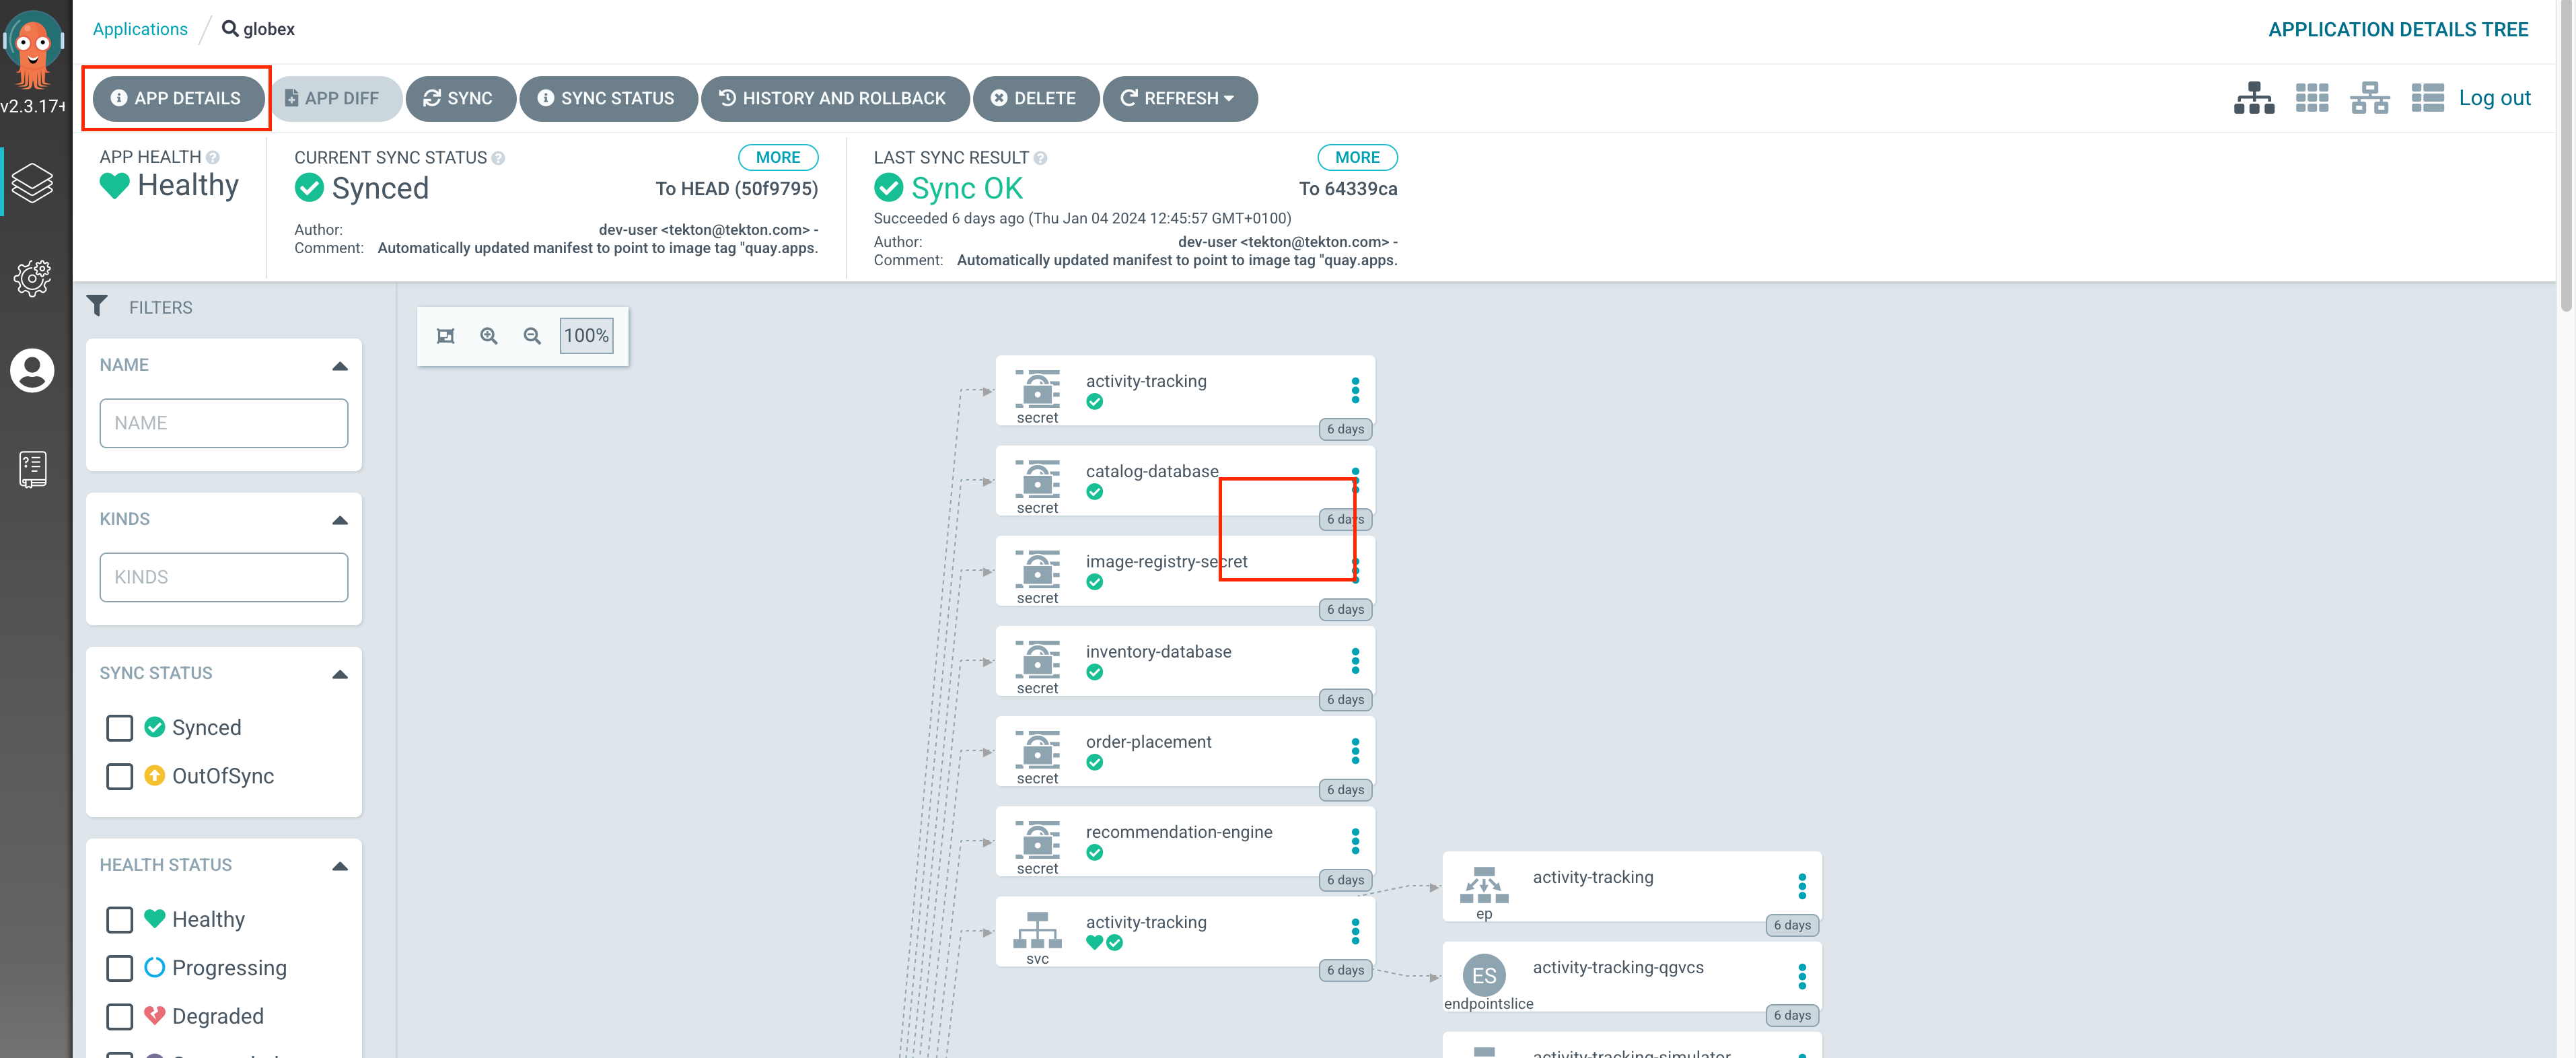 Applications / globex
APPLICATION DETAILS TREE
v2.3.17+
APP DETAILS
APP DIFF
SYNC
SYNC STATUS
HISTORY AND ROLLBACK
DELETE
REFRESH
Log out
APP HEALTH
Healthy
CURRENT SYNC STATUS
MORE
Synced
To HEAD (50f9795)
Author: dev-user <tekton@tekton.com> -
Comment: Automatically updated manifest to point to image tag "quay.apps.
LAST SYNC RESULT
MORE
Sync OK
To 64339ca
Succeeded 6 days ago (Thu Jan 04 2024 12:45:57 GMT+0100)
Author: dev-user <tekton@tekton.com> -
Comment: Automatically updated manifest to point to image tag "quay.apps.
FILTERS
NAME
NAME
KINDS
KINDS
SYNC STATUS
Synced
OutOfSync
HEALTH STATUS
Healthy
Progressing
Degraded
100%
activity-tracking
secret
6 days
catalog-database
secret
6 days
image-registry-secret
secret
6 days
inventory-database
secret
6 days
order-placement
secret
6 days
recommendation-engine
secret
6 days
activity-tracking
svc
6 days
activity-tracking
ep
6 days
ES
activity-tracking-qgvcs
endpointslice
6 days
activity-tracking-simulator